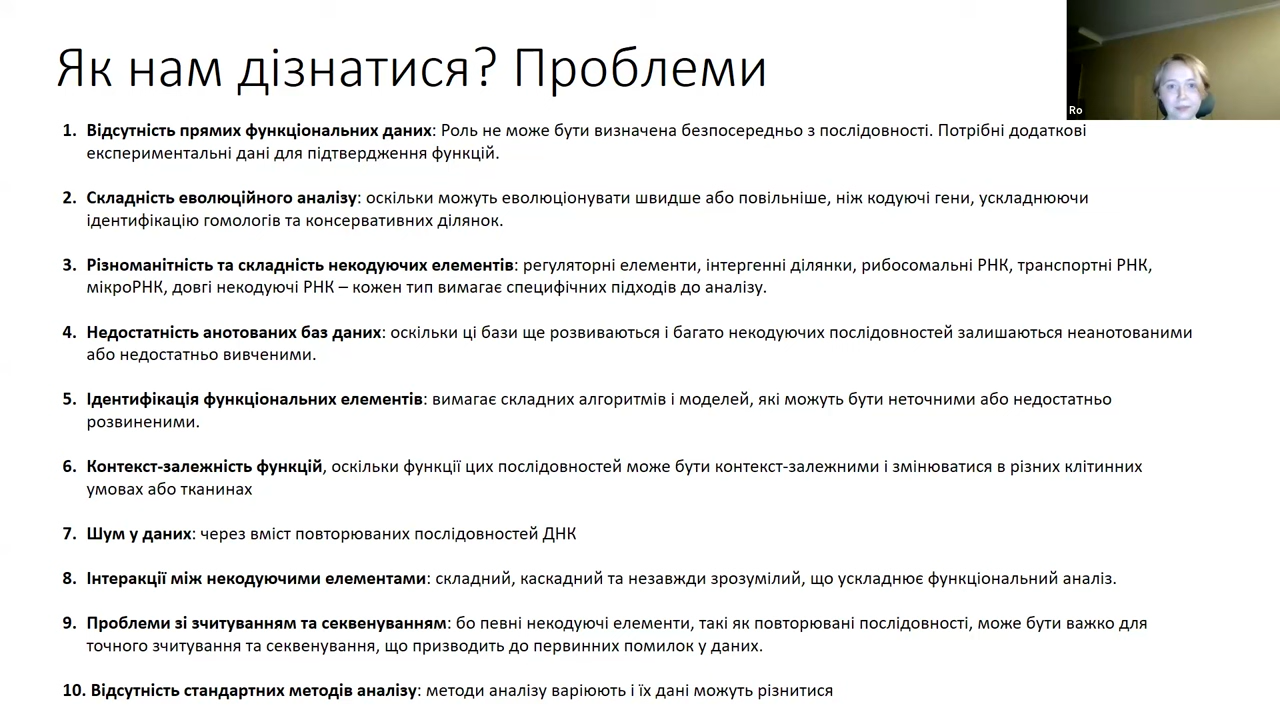 Як нам дізнатися? Проблеми
Ro
1. Відсутність прямих функціональних даних: Роль не може бути визначена безпосередньо з послідовності. Потрібні додаткові
експериментальні дані для підтвердження функцій.
2. Складність еволюційного аналізу: оскільки можуть еволюціонувати швидше або повільніше, ніж кодуючі гени, ускладнюючи
ідентифікацію гомологів та консервативних ділянок.
3. Різноманітність та складність некодуючих елементів: регуляторні елементи, інтергенні ділянки, рибосомальні РНК, транспортні РНК,
мікроРНК, довгі некодуючі РНК – кожен тип вимагає специфічних підходів до аналізу.
4. Недостатність анотованих баз даних: оскільки ці бази ще розвиваються і багато некодуючих послідовностей залишаються неанотованими
або недостатньо вивченими.
5. Ідентифікація функціональних елементів: вимагає складних алгоритмів і моделей, які можуть бути неточними або недостатньо
розвиненими.
6. Контекст-залежність функцій, оскільки функції цих послідовностей може бути контекст-залежними і змінюватися в різних клітинних
умовах або тканинах
7. Шум у даних: через вміст повторюваних послідовностей ДНК
8. Інтеракції між некодуючими елементами: складний, каскадний та незавжди зрозумілий, що ускладнює функціональний аналіз.
9. Проблеми зі зчитуванням та секвенуванням: бо певні некодуючі елементи, такі як повторювані послідовності, може бути важко для
точного зчитування та секвенування, що призводить до первинних помилок у даних.
10. Відсутність стандартних методів аналізу: методи аналізу варіюють і їх дані можуть різнитися